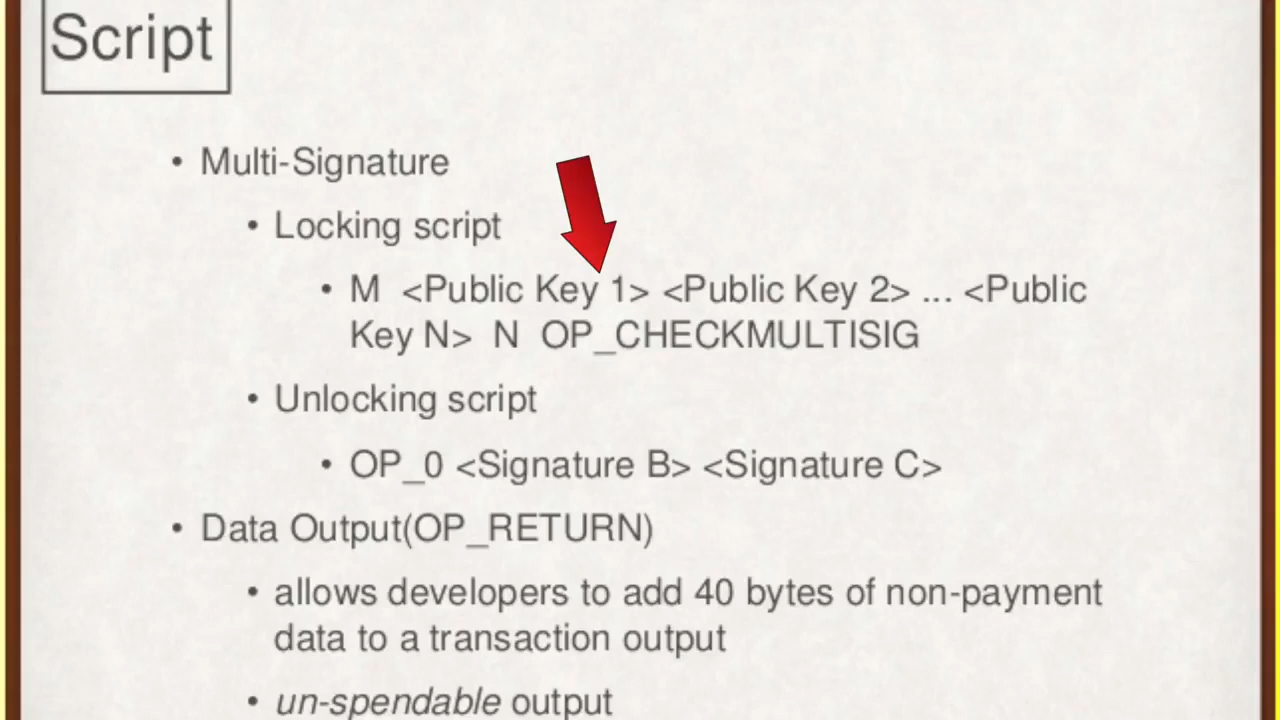 Script
• Multi-Signature
• Locking script
• M <Public Key 1> <Public Key 2> ... <Public
Key N> N OP_CHECKMULTISIG
• Unlocking script
• OP_0 <Signature B> <Signature C>
• Data Output(OP_RETURN)
• allows developers to add 40 bytes of non-payment
data to a transaction output
• un-spendable output